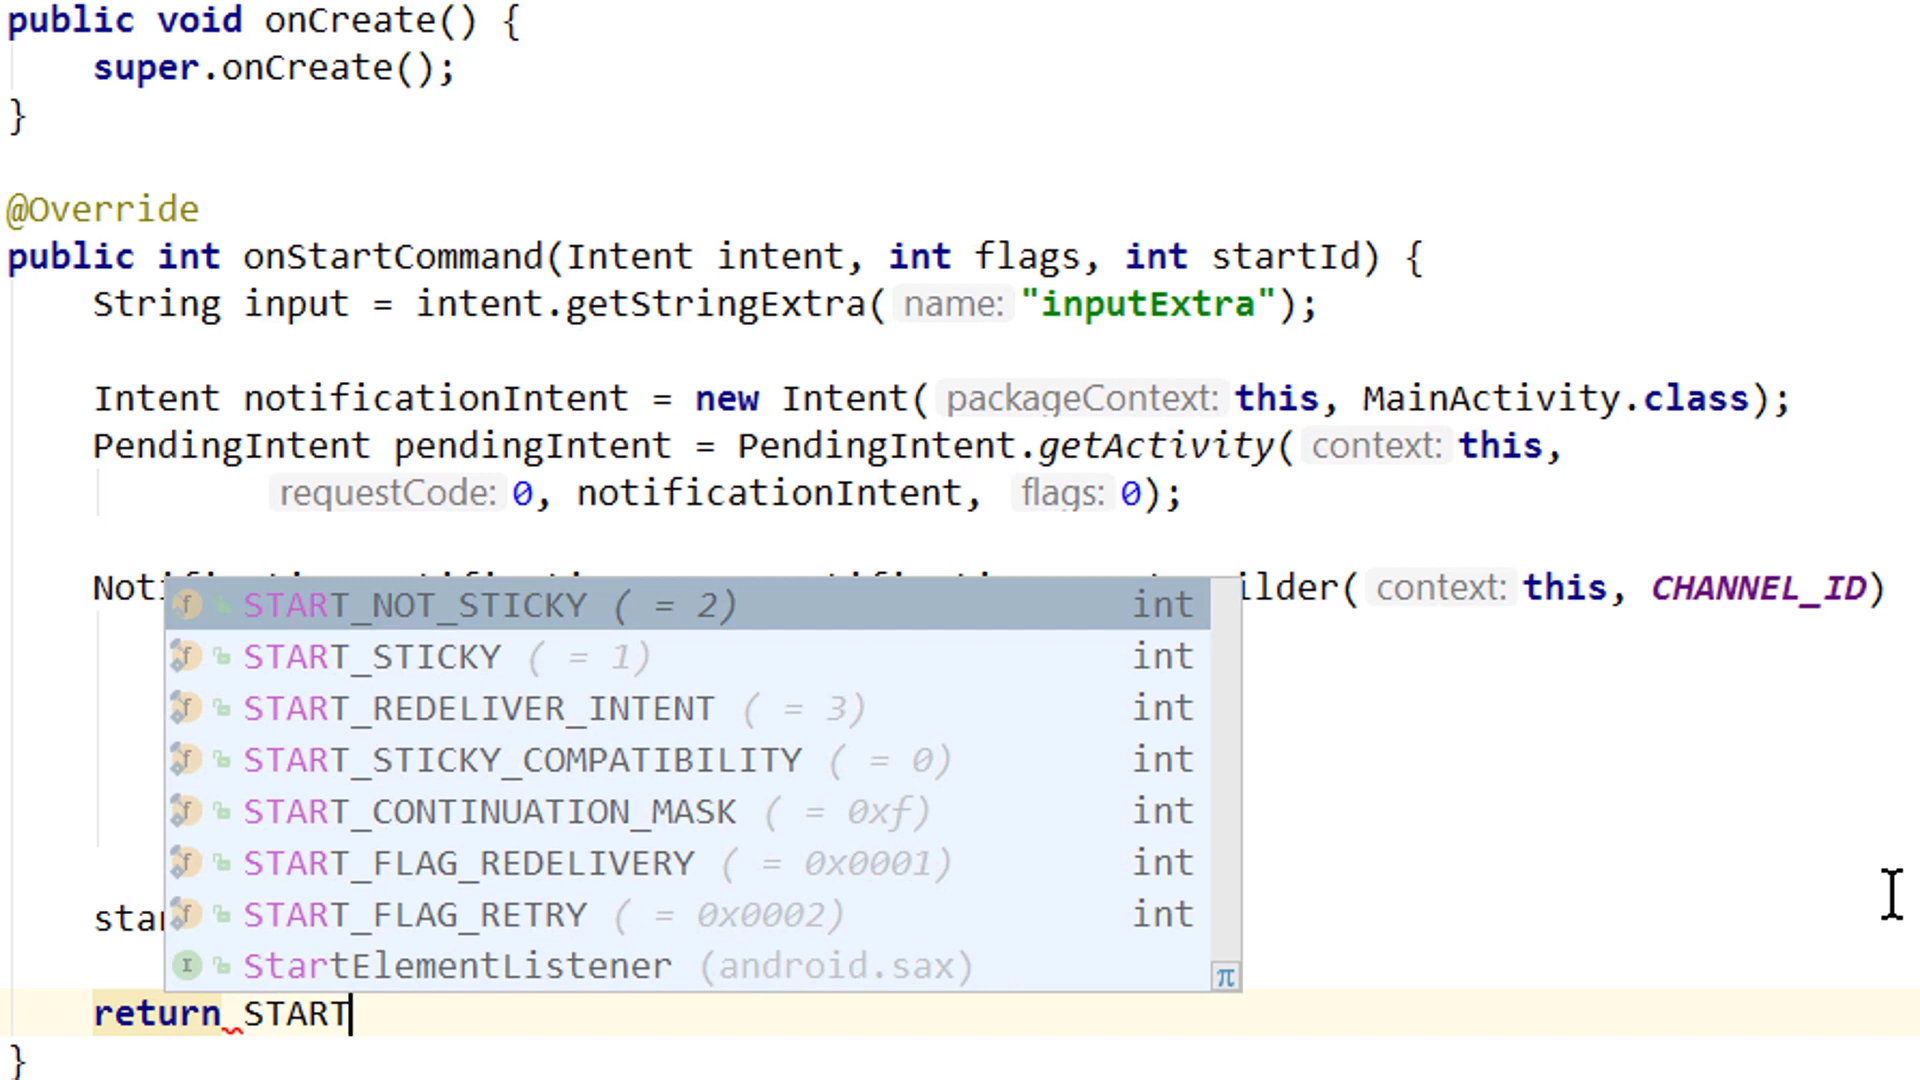 public void onCreate() {
super.onCreate();
}
@Override
public int onStartCommand(Intent intent, int flags, int startId) {
String input = intent.getStringExtra( name: "inputExtra");
Intent notificationIntent = new Intent( packageContext: this, MainActivity.class);
PendingIntent pendingIntent = PendingIntent.getActivity( context: this,
requestCode: 0, notificationIntent, flags: 0);
ilder( context: this, CHANNEL_ID)
START_NOT_STICKY ( = 2) int
START_STICKY ( = 1) int
START_REDELIVER_INTENT ( = 3) int
START_STICKY_COMPATIBILITY ( = 0) int
START_CONTINUATION_MASK ( = 0xf) int
START_FLAG_REDELIVERY ( = 0x0001) int
START_FLAG_RETRY ( = 0x0002) int
StartElementListener (android.sax)
π
return START
}